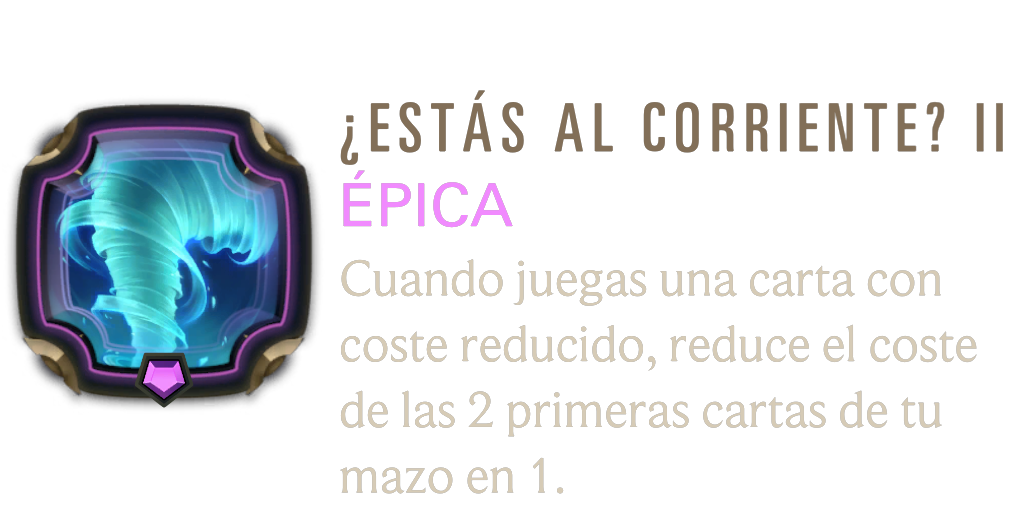 ¿ESTÁS AL CORRIENTE? II
ÉPICA
Cuando juegas una carta con
coste reducido, reduce el coste
de las 2 primeras cartas de tu
mazo en 1.